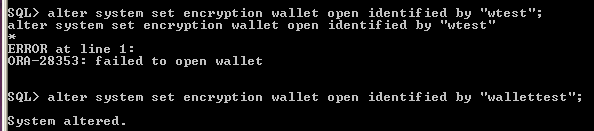 SQL> alter system set encryption wallet open identified by "wtest";
alter system set encryption wallet open identified by "wtest"
*
ERROR at line 1:
ORA-28353: failed to open wallet
SQL> alter system set encryption wallet open identified by "wallettest";
System altered.